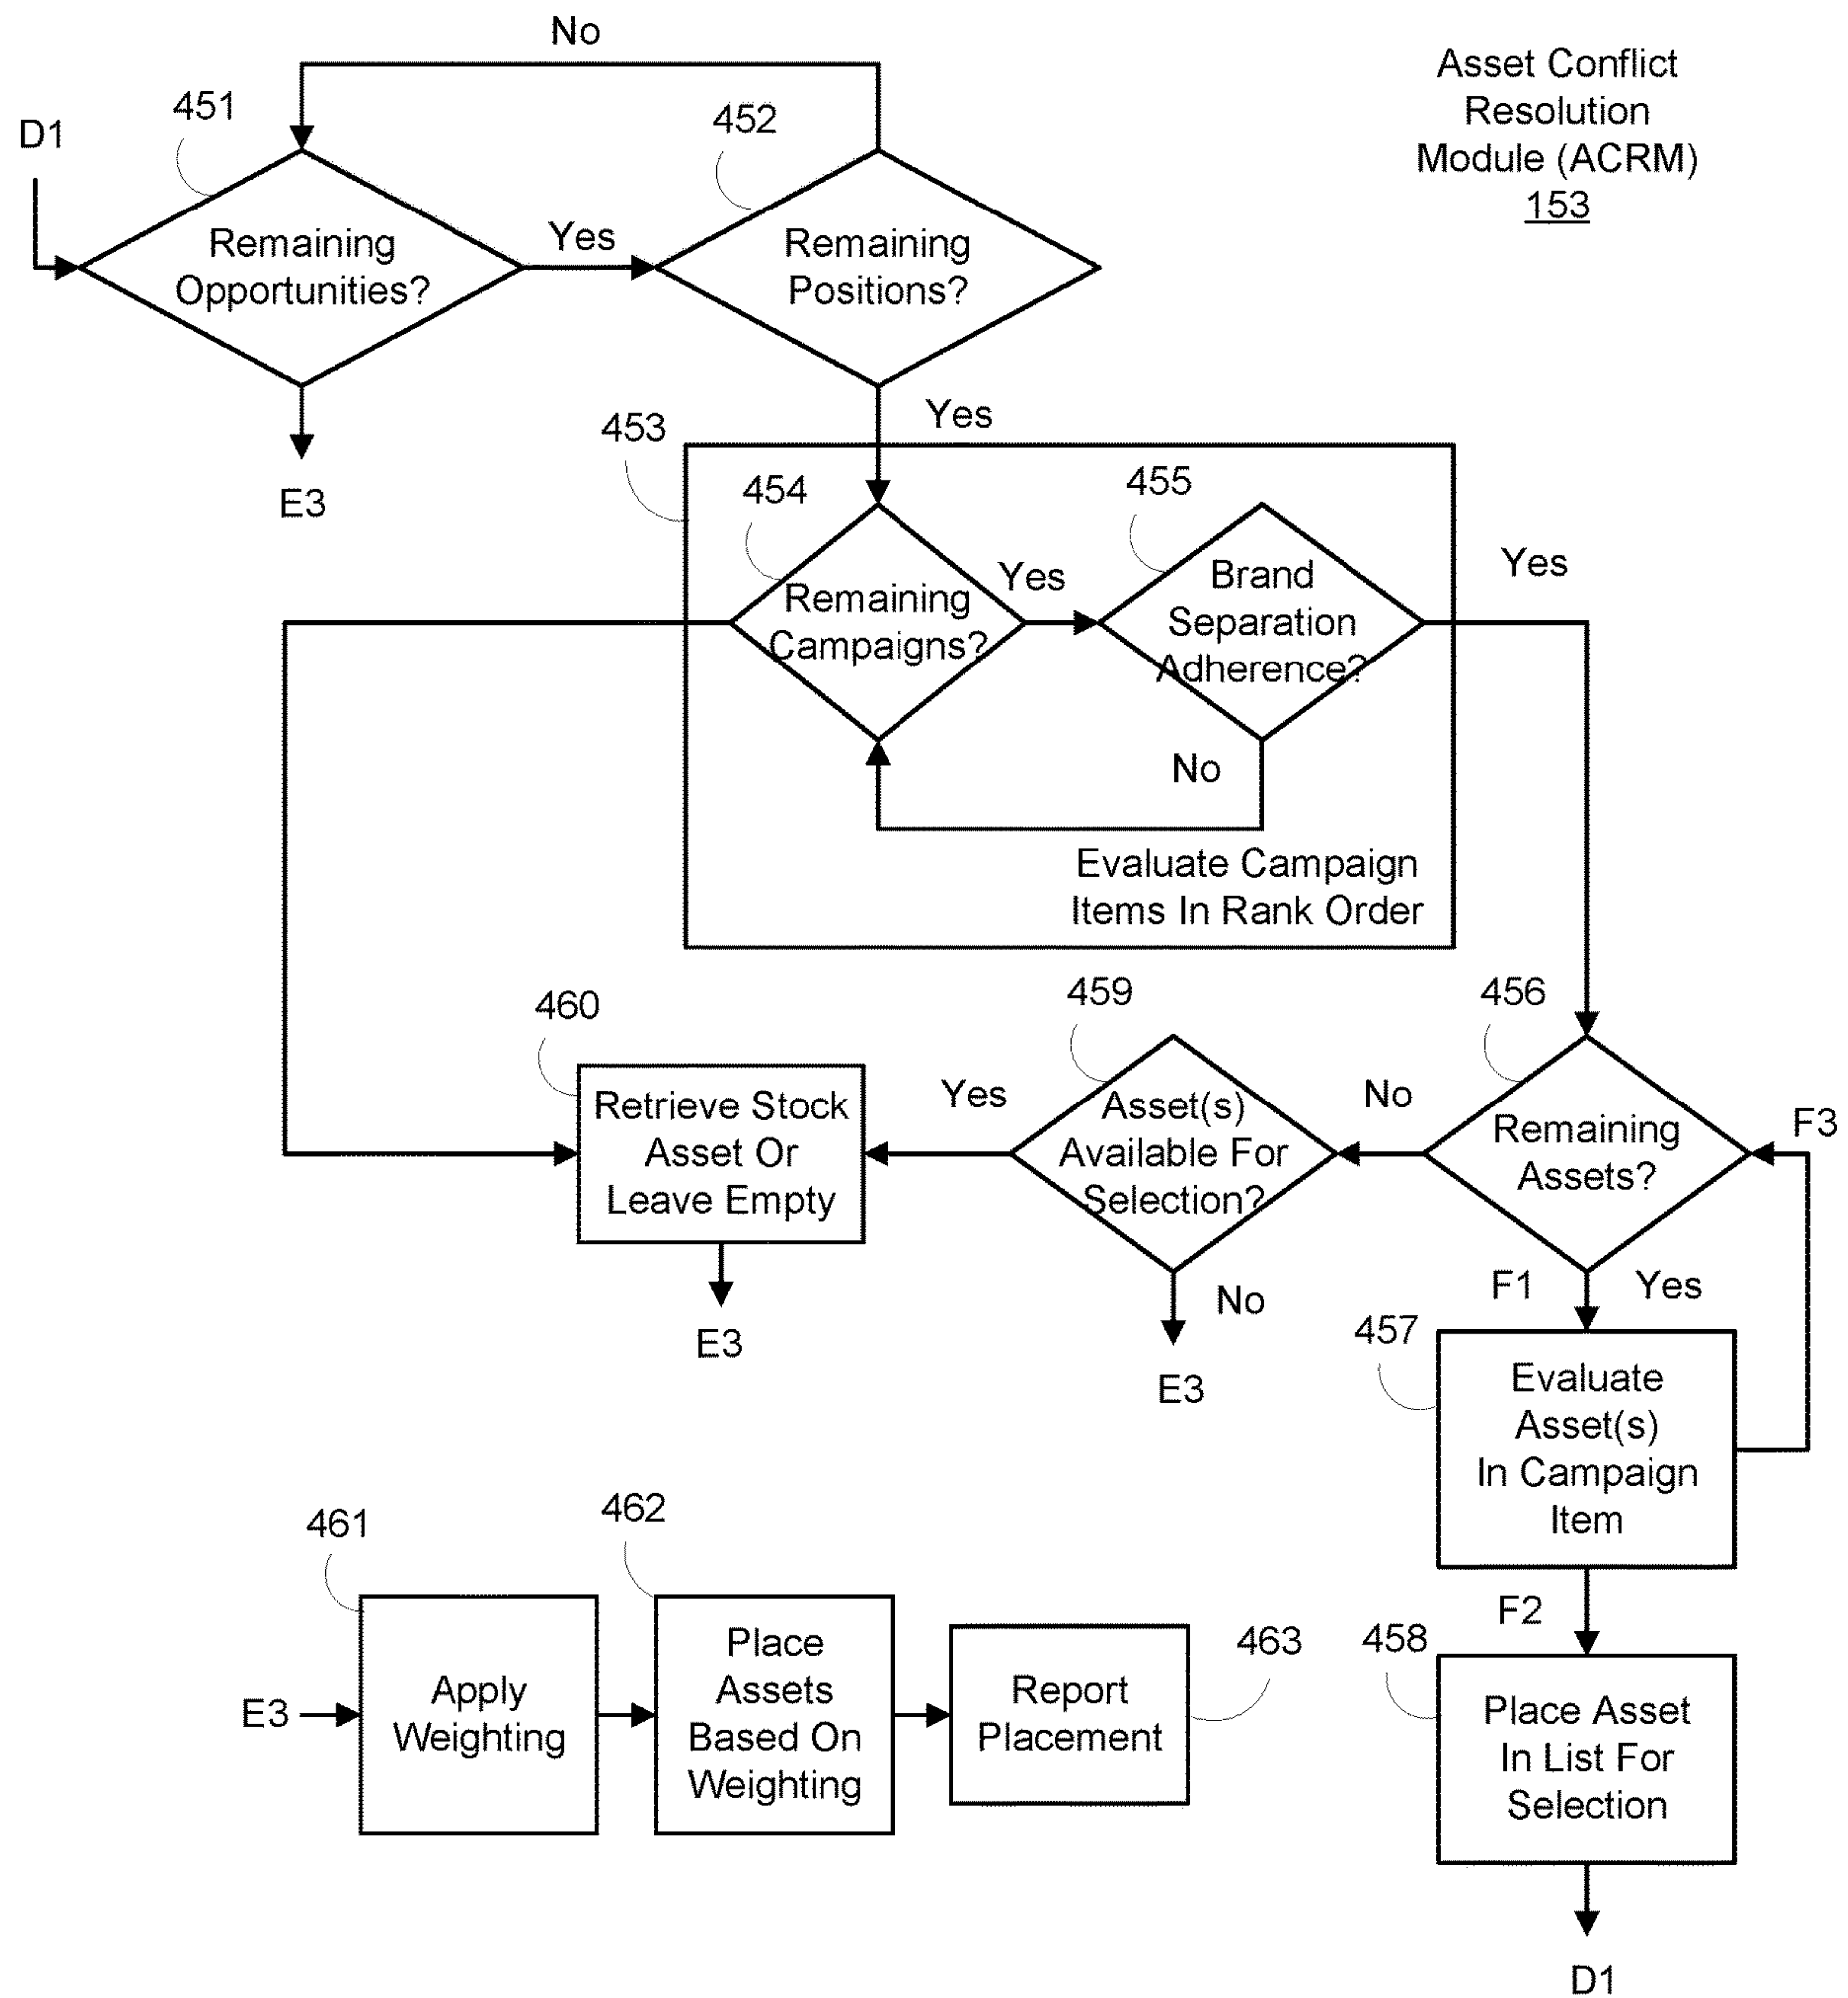 No
Asset Conflict
Resolution
Module (ACRM)
153
D1
451
452
Remaining
Opportunities?
Yes
Remaining
Positions?
E3
Yes
453
454
455
Remaining
Campaigns?
Yes
Brand
Separation
Adherence?
Yes
No
Evaluate Campaign
Items In Rank Order
460
459
456
Retrieve Stock
Asset Or
Leave Empty
Yes
Asset(s)
Available For
Selection?
No
Remaining
Assets?
F3
E3
No
E3
F1
Yes
457
Evaluate
Asset(s)
In Campaign
Item
F2
461
462
463
458
E3
Apply
Weighting
Place
Assets
Based On
Weighting
Report
Placement
Place Asset
In List For
Selection
D1